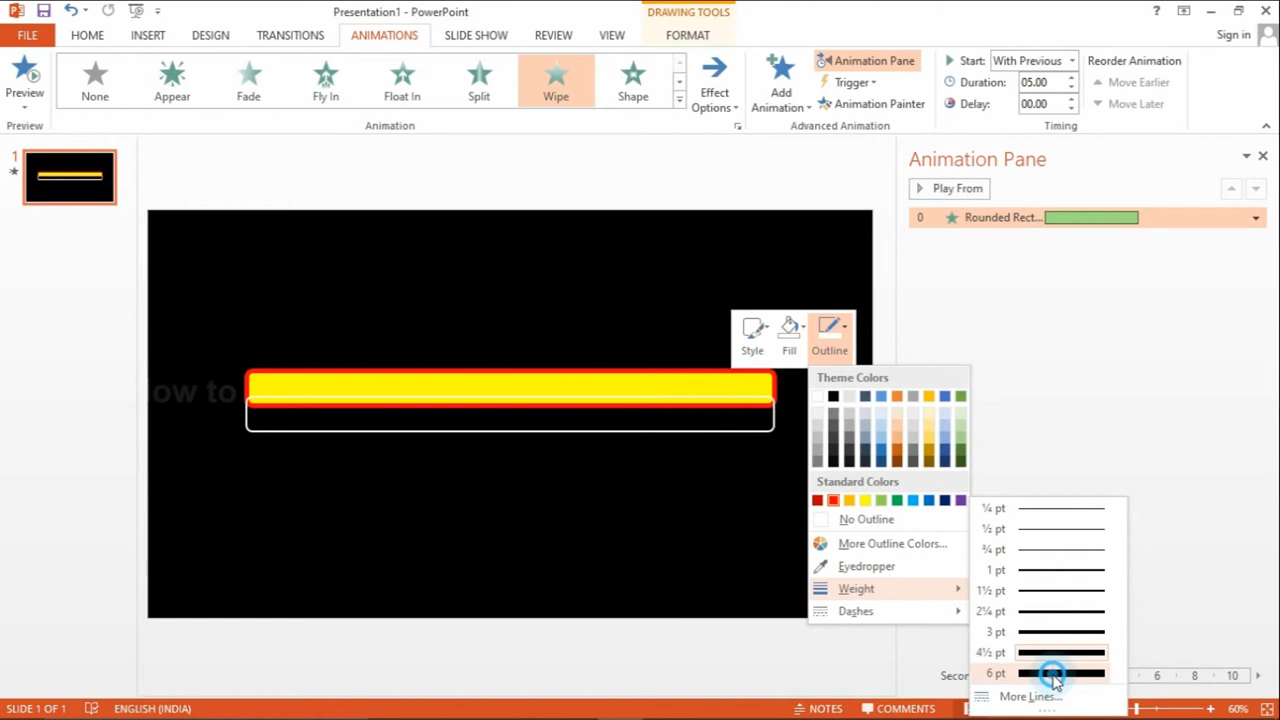 Presentation1 - PowerPoint
DRAWING TOOLS
?
FILE
HOME
INSERT
DESIGN
TRANSITIONS
ANIMATIONS
SLIDE SHOW
REVIEW
VIEW
FORMAT
Sign in
Preview
None
Appear
Fade
Fly In
Float In
Split
Wipe
Shape
Effect
Options
Add
Animation
Animation Pane
Trigger
Animation Painter
Start: With Previous
Duration: 05.00
Delay: 00.00
Reorder Animation
Move Earlier
Move Later
Preview
Animation
Advanced Animation
Timing
1
Animation Pane
Play From
0 Rounded Rect...
ow to
Style
Fill
Outline
Theme Colors
Standard Colors
No Outline
More Outline Colors...
Eyedropper
Weight
Dashes
¼ pt
½ pt
¾ pt
1 pt
1½ pt
2¼ pt
3 pt
4½ pt
6 pt
More Lines...
6 8 10
SLIDE 1 OF 1
ENGLISH (INDIA)
NOTES
COMMENTS
60%